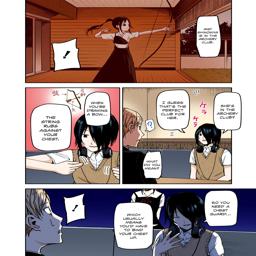 AND
SHINOMIYA
IS IN THE
ARCHERY
CLUB.
SHE'S
IN THE
ARCHERY
CLUB?
I GUESS
THAT'S THE
PERFECT
CLUB FOR
HER.
WHEN
YOU'RE
DRAWING
A BOW...
THE
STRING
RUBS
AGAINST
YOUR
CHEST.
WHAT
DO YOU
MEAN?
SO YOU
NEED A
CHEST
GUARD...
WHICH
USUALLY
MEANS
YOU'D HAVE
TO BIND
YOUR CHEST
UP.